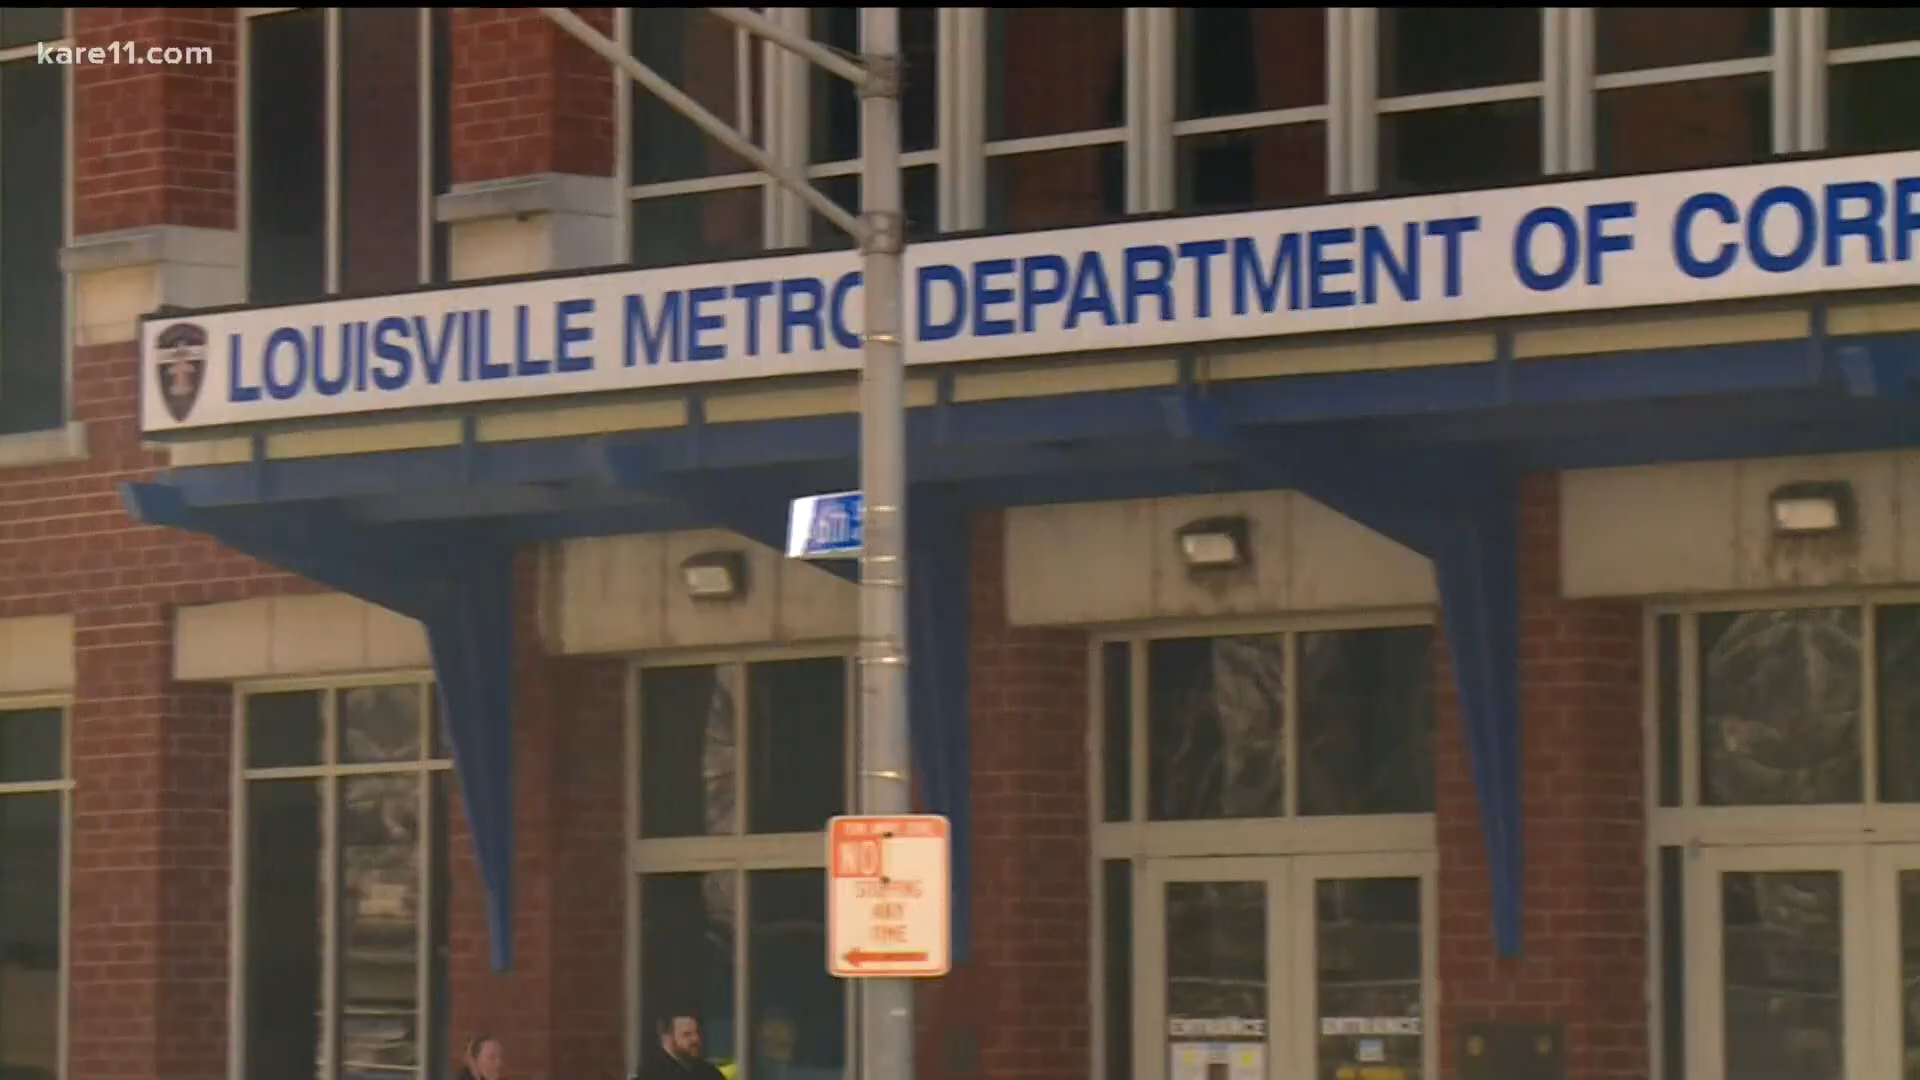 kare11.com
LOUISVILLE METRO DEPARTMENT OF CORR
NO
STOPPING
ANY
TIME
ENTRANCE
ENTRANCE